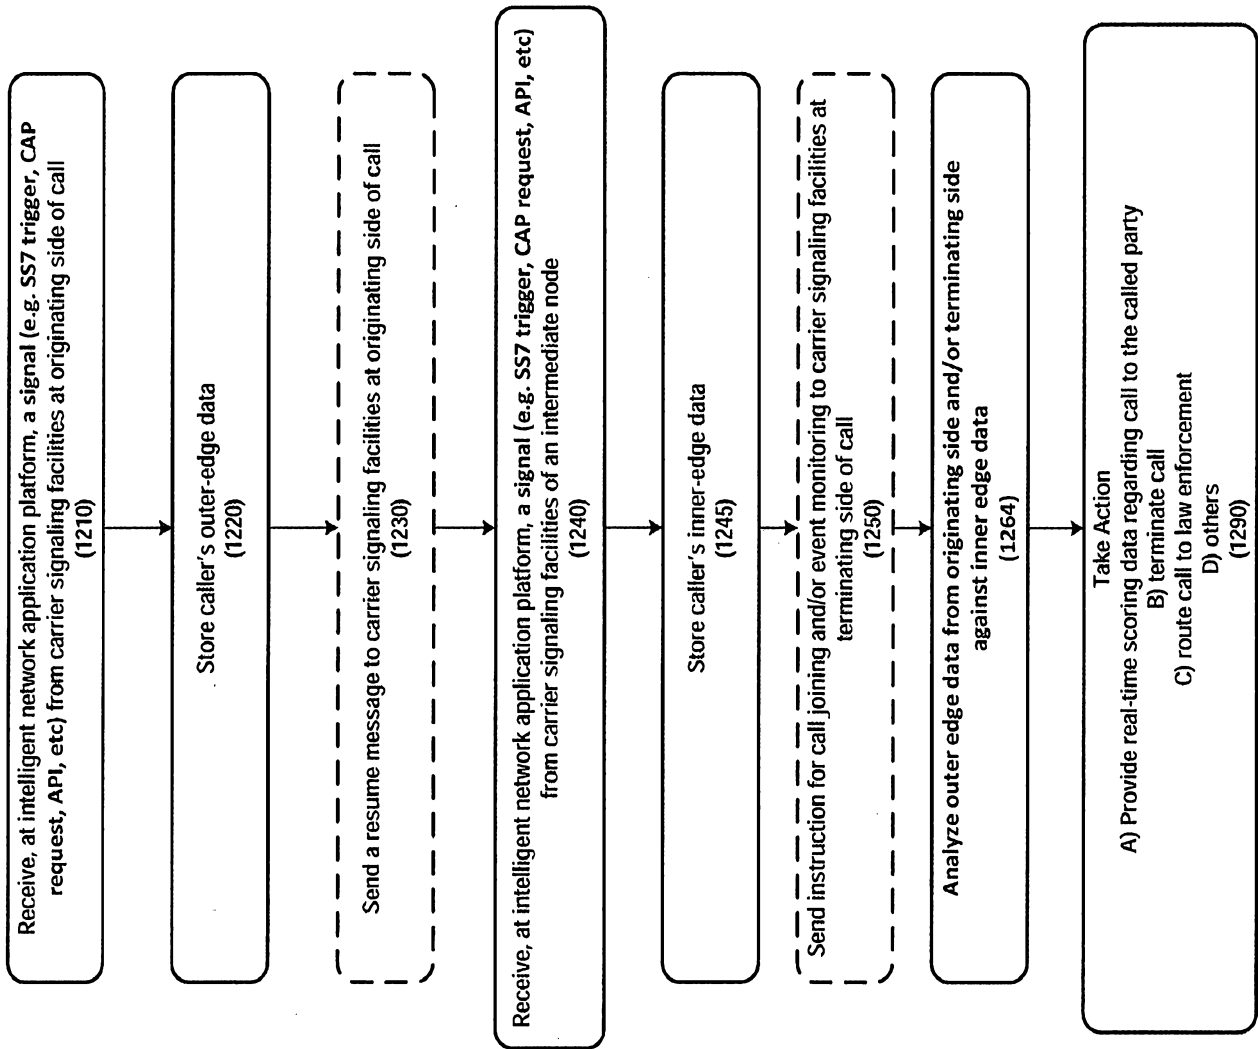 Receive, at intelligent network application platform, a signal (e.g. SS7 trigger, CAP
request, API, etc) from carrier signaling facilities at originating side of call
(1210)
Store caller's outer-edge data
(1220)
Send a resume message to carrier signaling facilities at originating side of call
(1230)
Receive, at intelligent network application platform, a signal (e.g. SS7 trigger, CAP request, API, etc)
from carrier signaling facilities of an intermediate node
(1240)
Store caller's inner-edge data
(1245)
Send instruction for call joining and/or event monitoring to carrier signaling facilities at
terminating side of call
(1250)
Analyze outer edge data from originating side and/or terminating side
against inner edge data
(1264)
Take Action
A) Provide real-time scoring data regarding call to the called party
B) terminate call
C) route call to law enforcement
D) others
(1290)